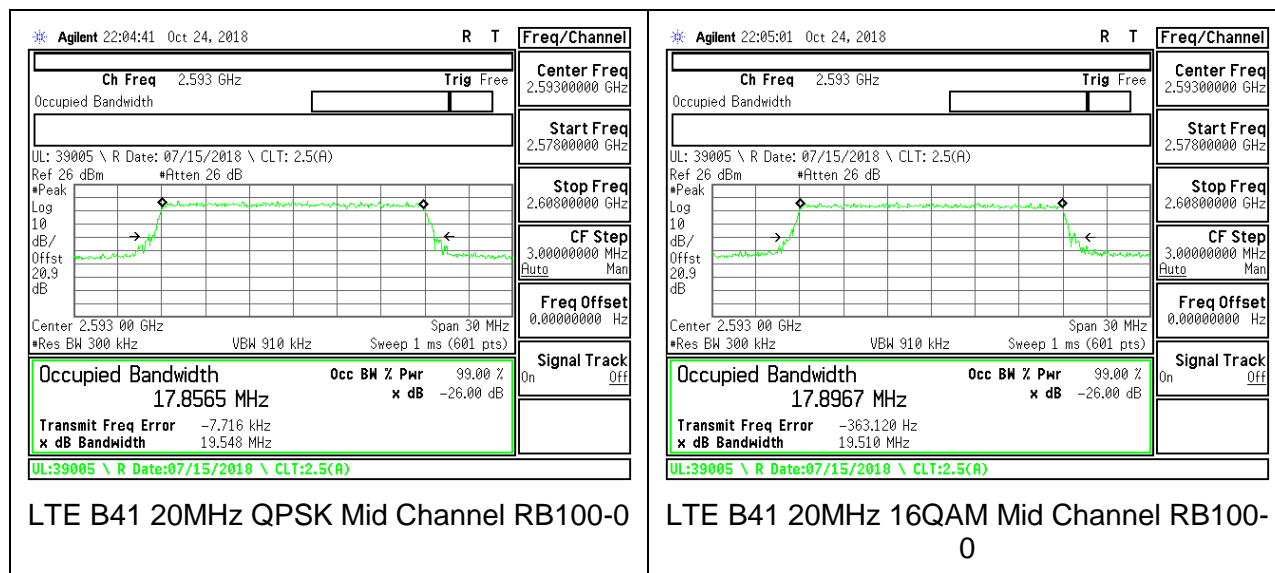 Agilent 22:04:41 Oct 24, 2018 R T
Freq/Channel
Ch Freq 2.593 GHz Trig Free
Occupied Bandwidth
Center Freq
2.59300000 GHz
Start Freq
2.57800000 GHz
Stop Freq
2.60800000 GHz
CF Step
3.00000000 MHz
Auto Man
Freq Offset
0.00000000 Hz
Signal Track
On Off
UL: 39005 \ R Date: 07/15/2018 \ CLT: 2.5(A)
Ref 26 dBm #Atten 26 dB
#Peak
Log
10
dB/
Offst
20.9
dB
Center 2.593 00 GHz Span 30 MHz
#Res BW 300 kHz VBW 910 kHz Sweep 1 ms (601 pts)
Occupied Bandwidth Occ BW % Pwr 99.00 %
17.8565 MHz x dB -26.00 dB
Transmit Freq Error -7.716 kHz
x dB Bandwidth 19.548 MHz
UL:39005 \ R Date:07/15/2018 \ CLT:2.5(A)
LTE B41 20MHz QPSK Mid Channel RB100-0
Agilent 22:05:01 Oct 24, 2018 R T
Freq/Channel
Ch Freq 2.593 GHz Trig Free
Occupied Bandwidth
Center Freq
2.59300000 GHz
Start Freq
2.57800000 GHz
Stop Freq
2.60800000 GHz
CF Step
3.00000000 MHz
Auto Man
Freq Offset
0.00000000 Hz
Signal Track
On Off
UL: 39005 \ R Date: 07/15/2018 \ CLT: 2.5(A)
Ref 26 dBm #Atten 26 dB
#Peak
Log
10
dB/
Offst
20.9
dB
Center 2.593 00 GHz Span 30 MHz
#Res BW 300 kHz VBW 910 kHz Sweep 1 ms (601 pts)
Occupied Bandwidth Occ BW % Pwr 99.00 %
17.8967 MHz x dB -26.00 dB
Transmit Freq Error -363.120 Hz
x dB Bandwidth 19.510 MHz
UL:39005 \ R Date:07/15/2018 \ CLT:2.5(A)
LTE B41 20MHz 16QAM Mid Channel RB100-
0